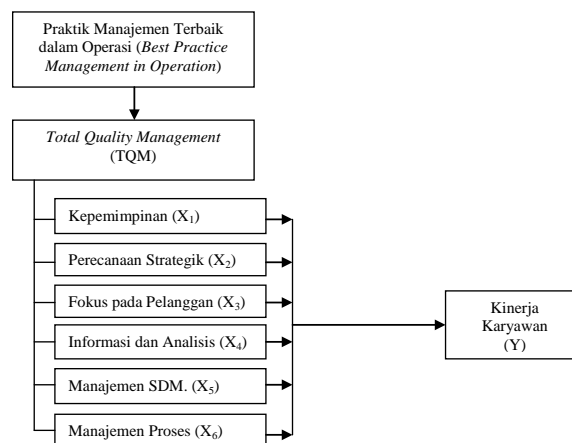 Praktik Manajemen Terbaik
dalam Operasi (Best Practice
Management in Operation)
Total Quality Management
(TQM)
Kepemimpinan (X₁)
Perecanaan Strategik (X₂)
Fokus pada Pelanggan (X₃)
Informasi dan Analisis (X₄)
Manajemen SDM. (X₅)
Manajemen Proses (X₆)
Kinerja
Karyawan
(Y)